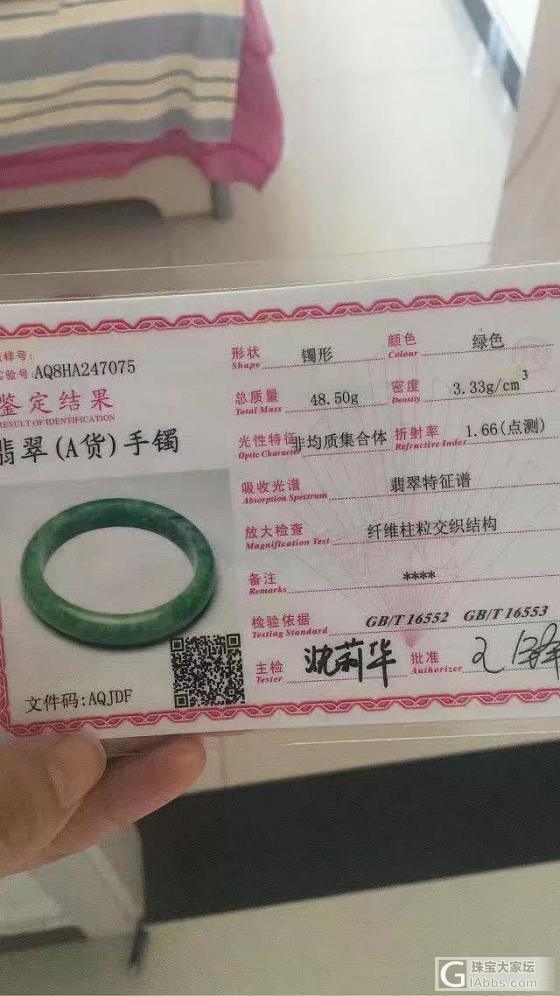 样号:
实验号: AQ8HA247075
鉴定结果
RESULT OF IDENTIFICATION
翡翠(A货)手镯
文件码: AQJDF
形状 镯形 颜色 绿色
Shape Colour
总质量 48.50g 密度 3.33g/cm³
Total Mass Density
光性特征 非均质集合体 折射率 1.66(点测)
Optic Character Refractive Index
吸收光谱 翡翠特征谱
Absorption Spectrum
放大检查 纤维柱粒交织结构
Magnification Test
备注 ****
Remarks
检验依据 GB/T 16552 GB/T 16553
Testing Standard
主检 沈莉华 批准
Tester Authorizer
珠宝大家坛
GIAbbs.com